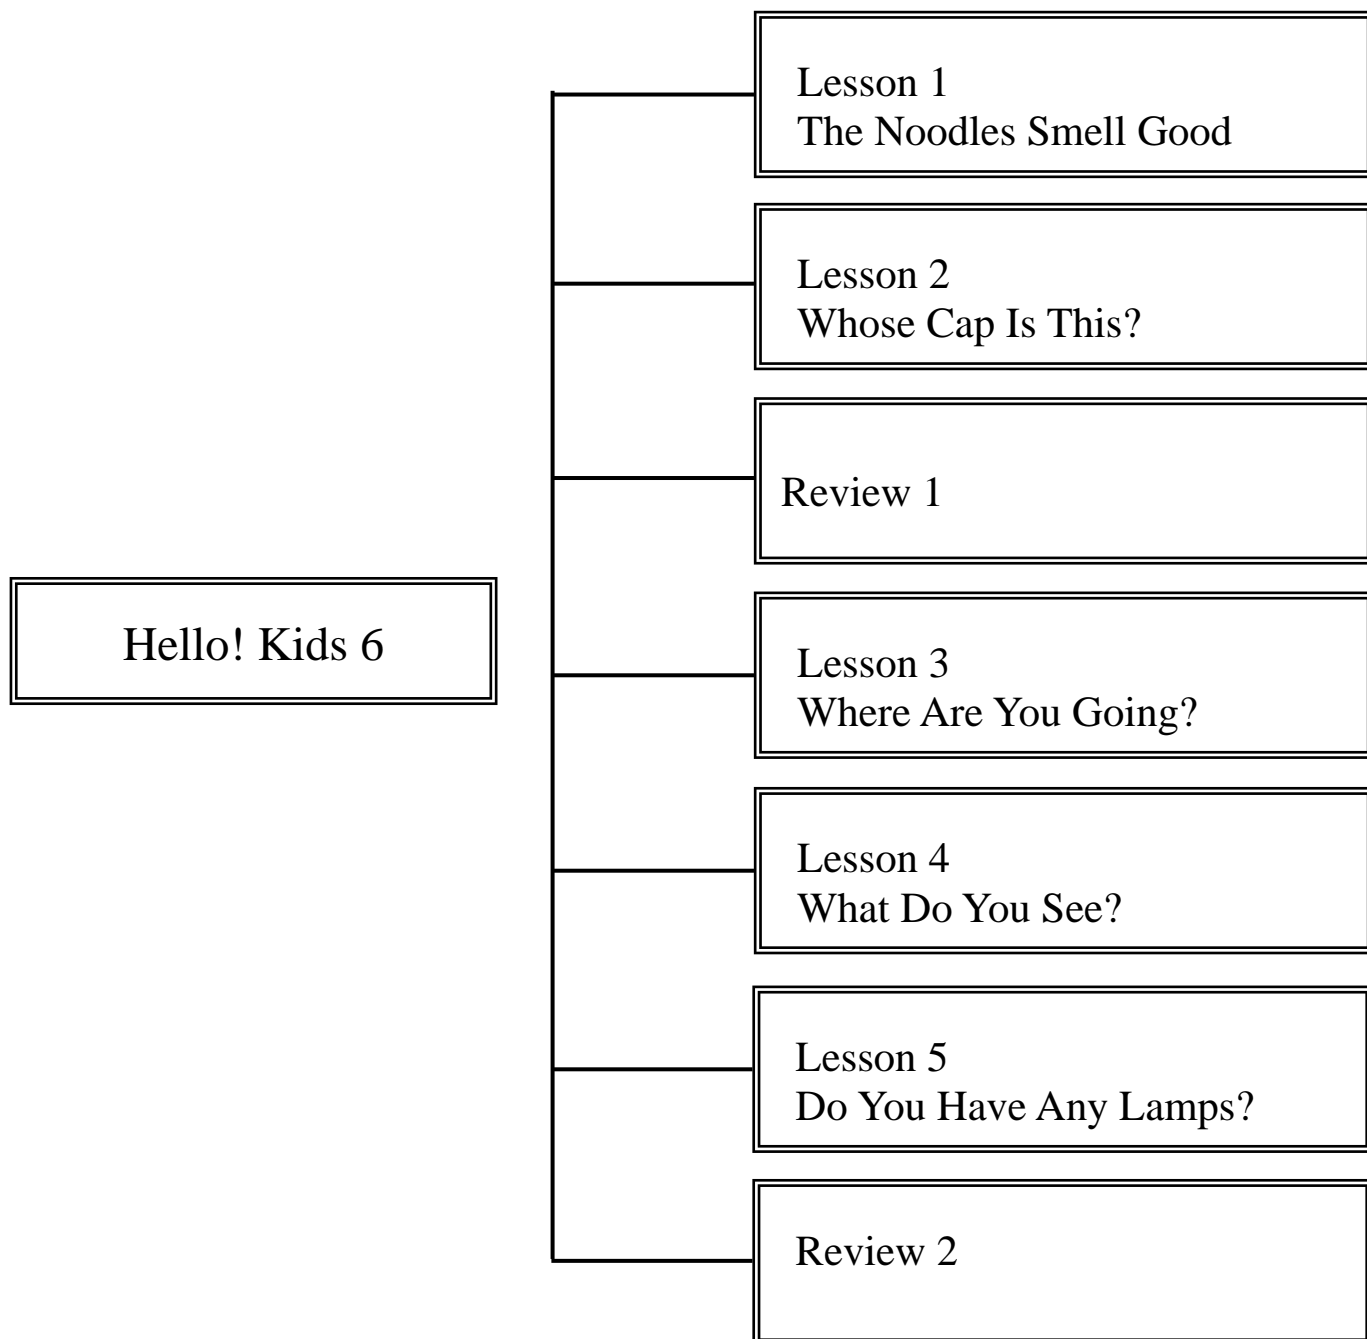 Hello! Kids 6
Lesson 1
The Noodles Smell Good
Lesson 2
Whose Cap Is This?
Review 1
Lesson 3
Where Are You Going?
Lesson 4
What Do You See?
Lesson 5
Do You Have Any Lamps?
Review 2